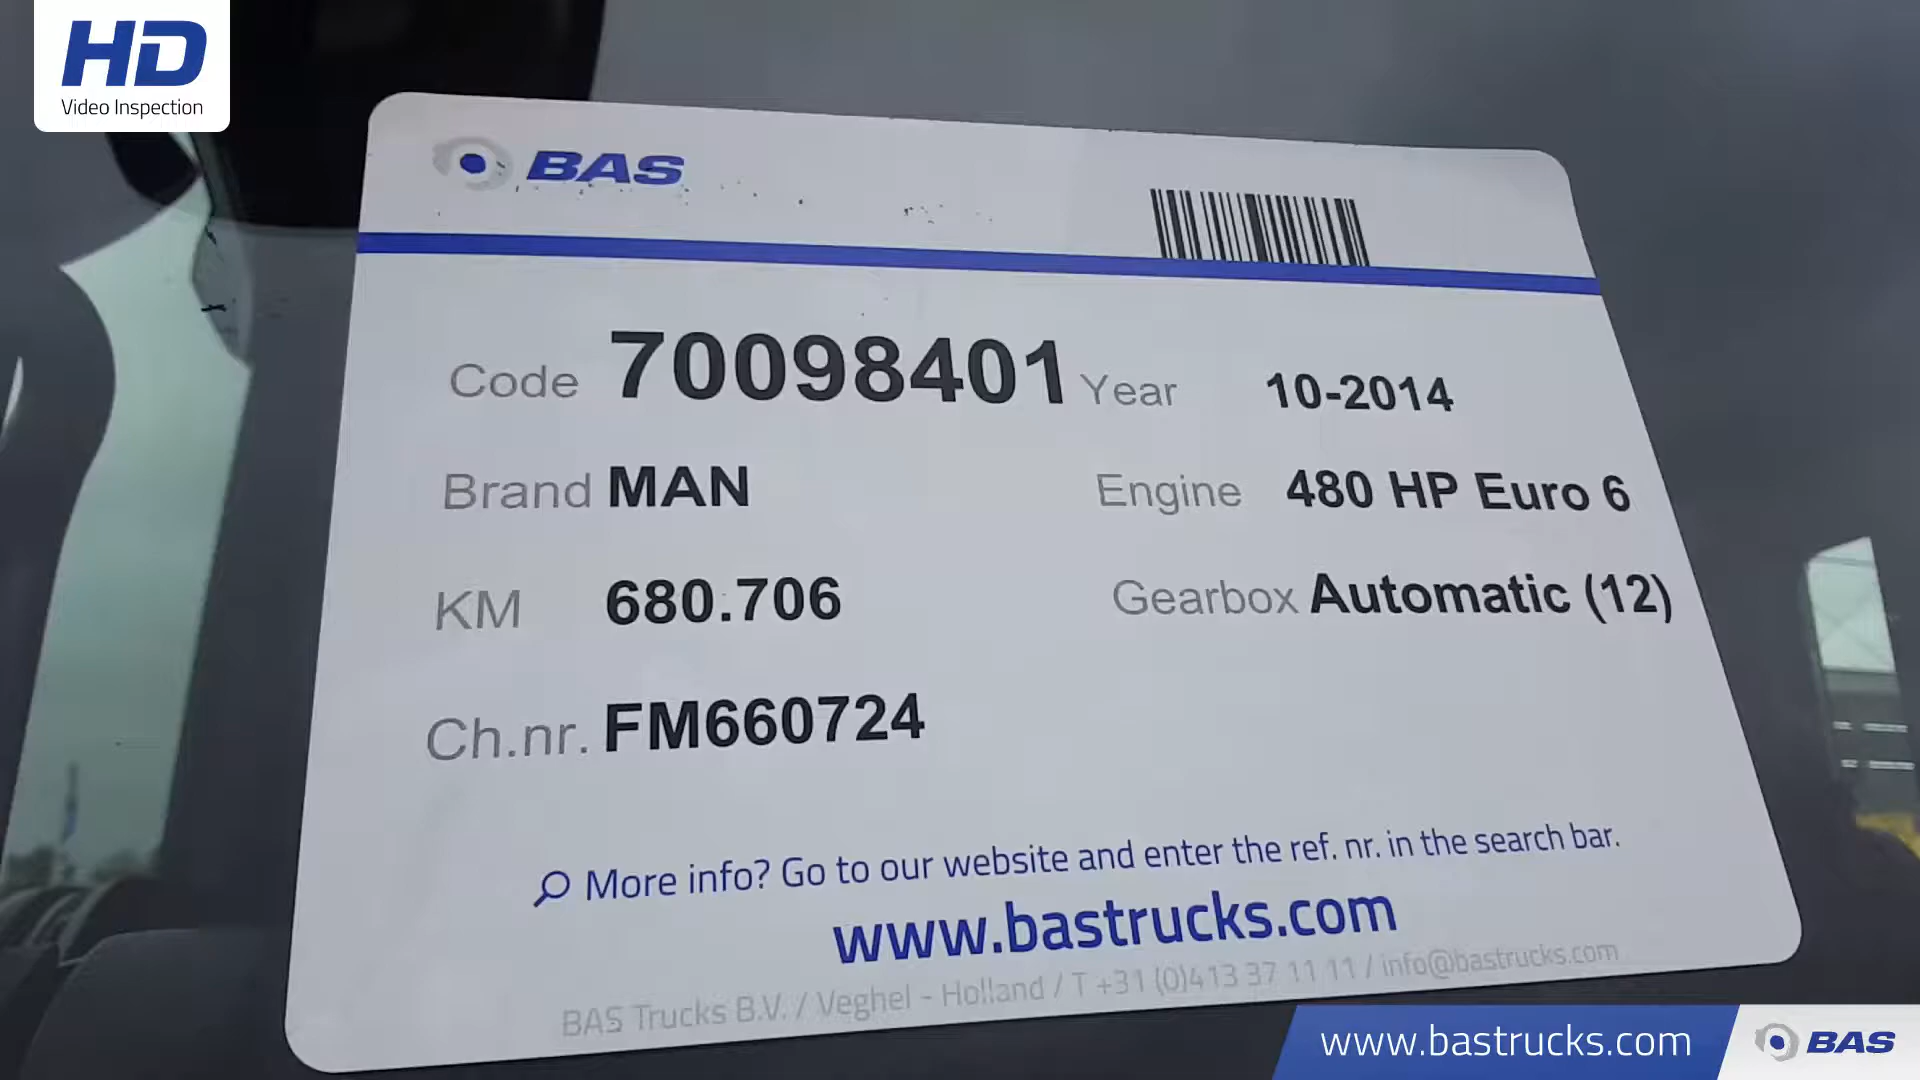 HD
Video Inspection
BAS
Code 70098401 Year 10-2014
Brand MAN Engine 480 HP Euro 6
KM 680.706 Gearbox Automatic (12)
Ch.nr. FM660724
More info? Go to our website and enter the ref. nr. in the search bar.
www.bastrucks.com
BAS Trucks B.V. / Veghel - Holland / T +31 (0)413 37 11 11 / info@bastrucks.com
www.bastrucks.com BAS